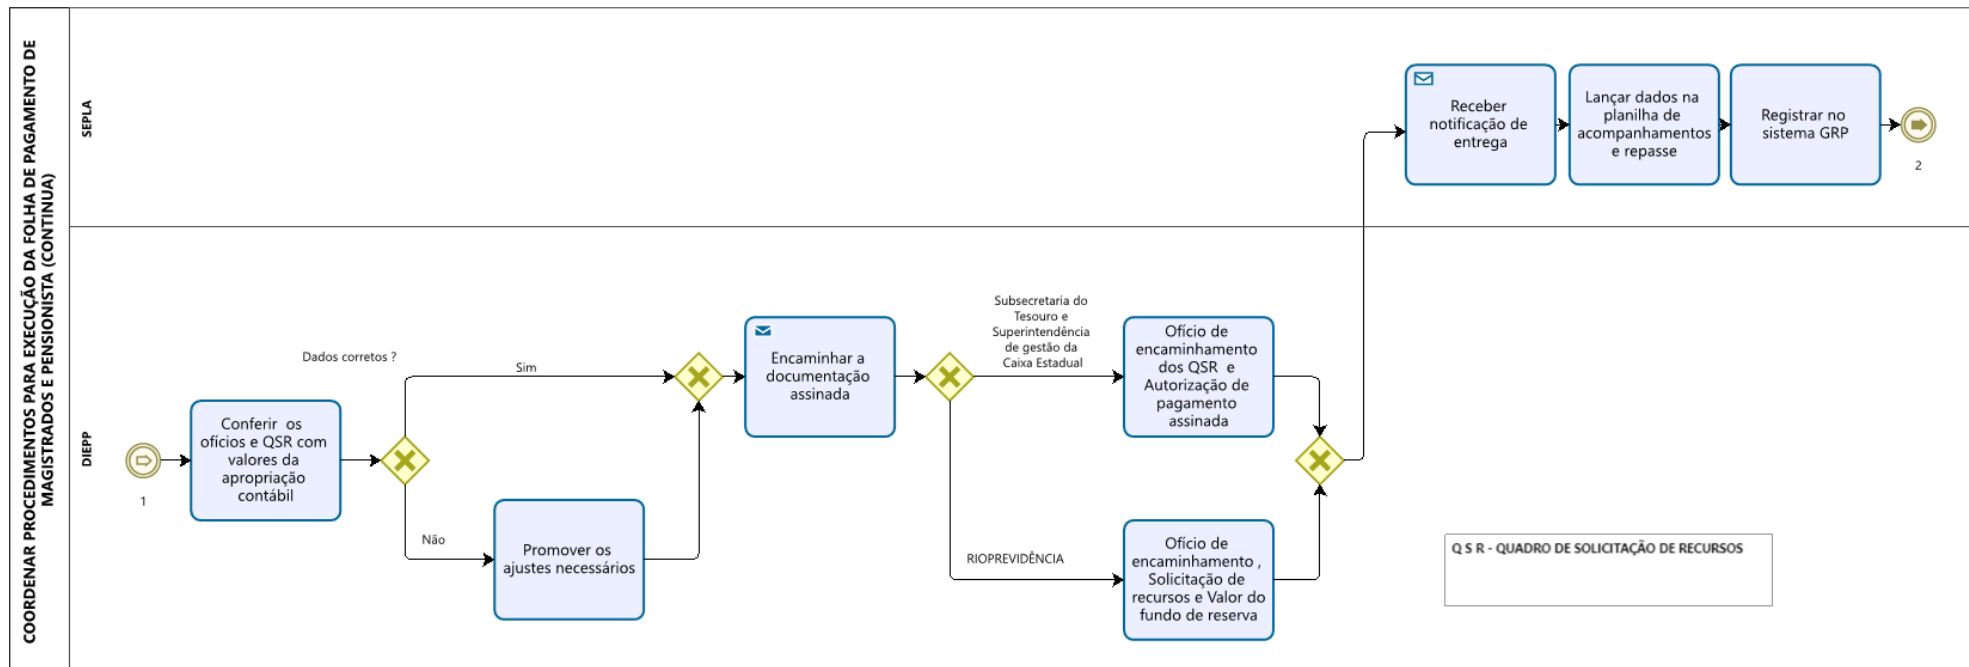 COORDENAR PROCEDIMENTOS PARA EXECUÇÃO DA FOLHA DE PAGAMENTO DE
MAGISTRADOS E PENSIONISTA (CONTINUA)
SEPLA
Receber
notificação de
entrega
Lançar dados na
planilha de
acompanhamentos
e repasse
Registrar no
sistema GRP
2
DIEPP
1
Conferir os
ofícios e QSR com
valores da
apropriação
contábil
Dados corretos ?
Sim
Não
Promover os
ajustes necessários
Encaminhar a
documentação
assinada
Subsecretaria do
Tesouro e
Superintendência
de gestão da
Caixa Estadual
Ofício de
encaminhamento
dos QSR e
Autorização de
pagamento
assinada
RIOPREVIDÊNCIA
Ofício de
encaminhamento ,
Solicitação de
recursos e Valor do
fundo de reserva
Q S R - QUADRO DE SOLICITAÇÃO DE RECURSOS